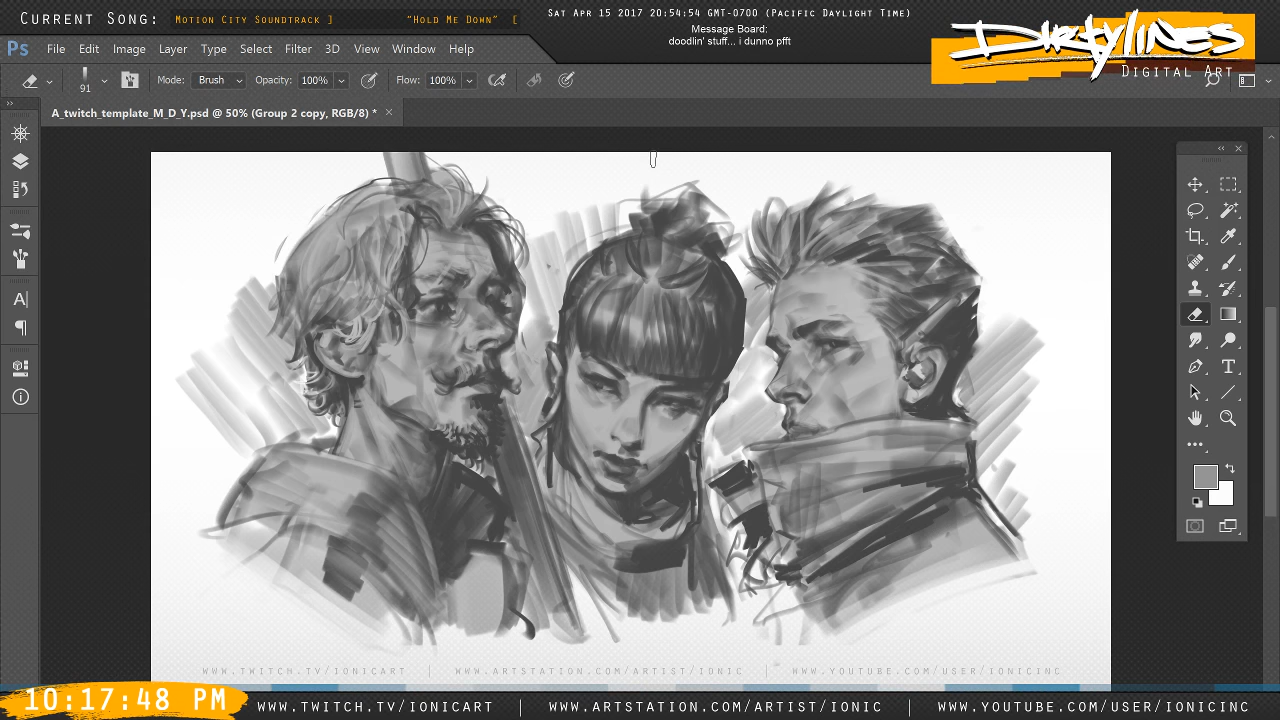 Current Song: Motion City Soundtrack ] "Hold Me Down" [
Sat Apr 15 2017 20:54:54 GMT-0700 (Pacific Daylight Time)
Message Board:
doodlin' stuff... i dunno pfft
Dirtylines
Digital Art
Ps File Edit Image Layer Type Select Filter 3D View Window Help
91 Mode: Brush Opacity: 100% Flow: 100%
A_twitch_template_M_D_Y.psd @ 50% (Group 2 copy, RGB/8) *
www.twitch.tv/ionicart | www.artstation.com/artist/ionic | www.youtube.com/user/ionicinc
10:17:48 PM www.twitch.tv/ionicart | www.artstation.com/artist/ionic | www.youtube.com/user/ionicinc